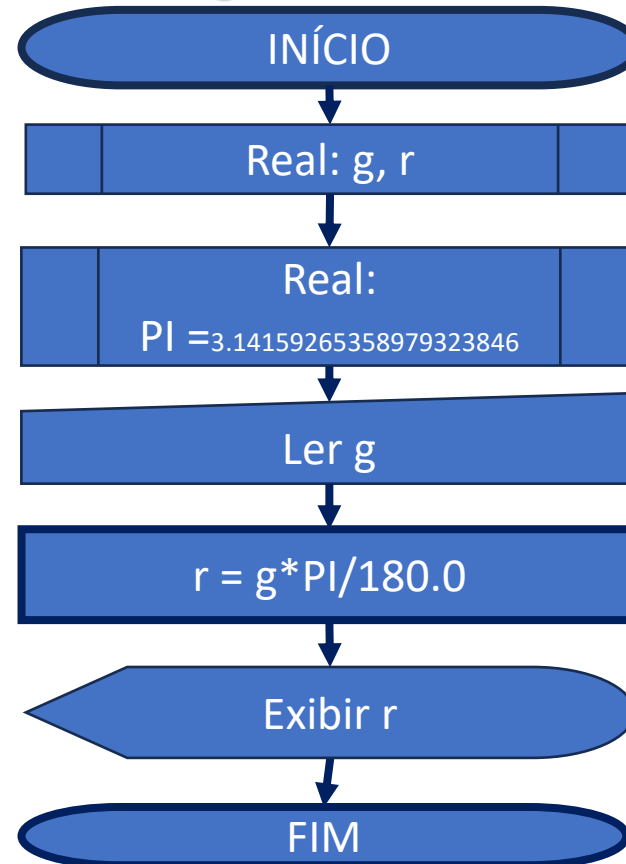 INÍCIO
Real: g, r
Real:
PI =3.14159265358979323846
Ler g
r = g*PI/180.0
Exibir r
FIM